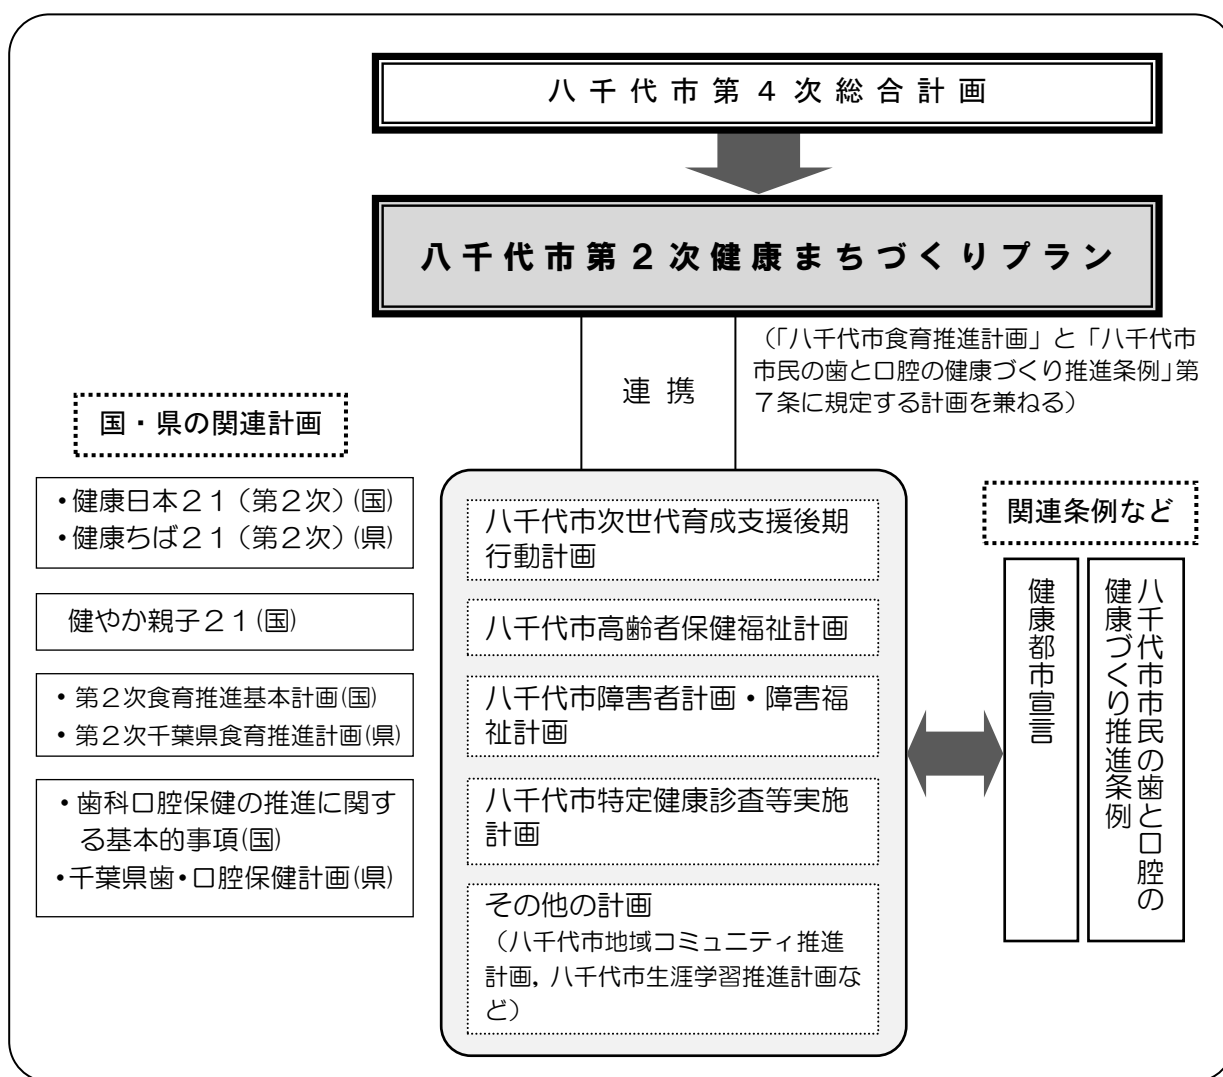 八千代市第４次総合計画
八千代市第２次健康まちづくりプラン
（「八千代市食育推進計画」と「八千代市
市民の歯と口腔の健康づくり推進条例」第
７条に規定する計画を兼ねる）
連携
国・県の関連計画
・健康日本２１（第２次）(国)
・健康ちば２１（第２次）(県)
健やか親子２１(国)
・第２次食育推進基本計画(国)
・第２次千葉県食育推進計画(県)
・歯科口腔保健の推進に関す
る基本的事項(国)
・千葉県歯・口腔保健計画(県)
八千代市次世代育成支援後期
行動計画
八千代市高齢者保健福祉計画
八千代市障害者計画・障害福
祉計画
八千代市特定健康診査等実施
計画
その他の計画
（八千代市地域コミュニティ推進
計画，八千代市生涯学習推進計画な
ど）
関連条例など
八千代市市民の歯と口腔の
健康づくり推進条例
健康都市宣言